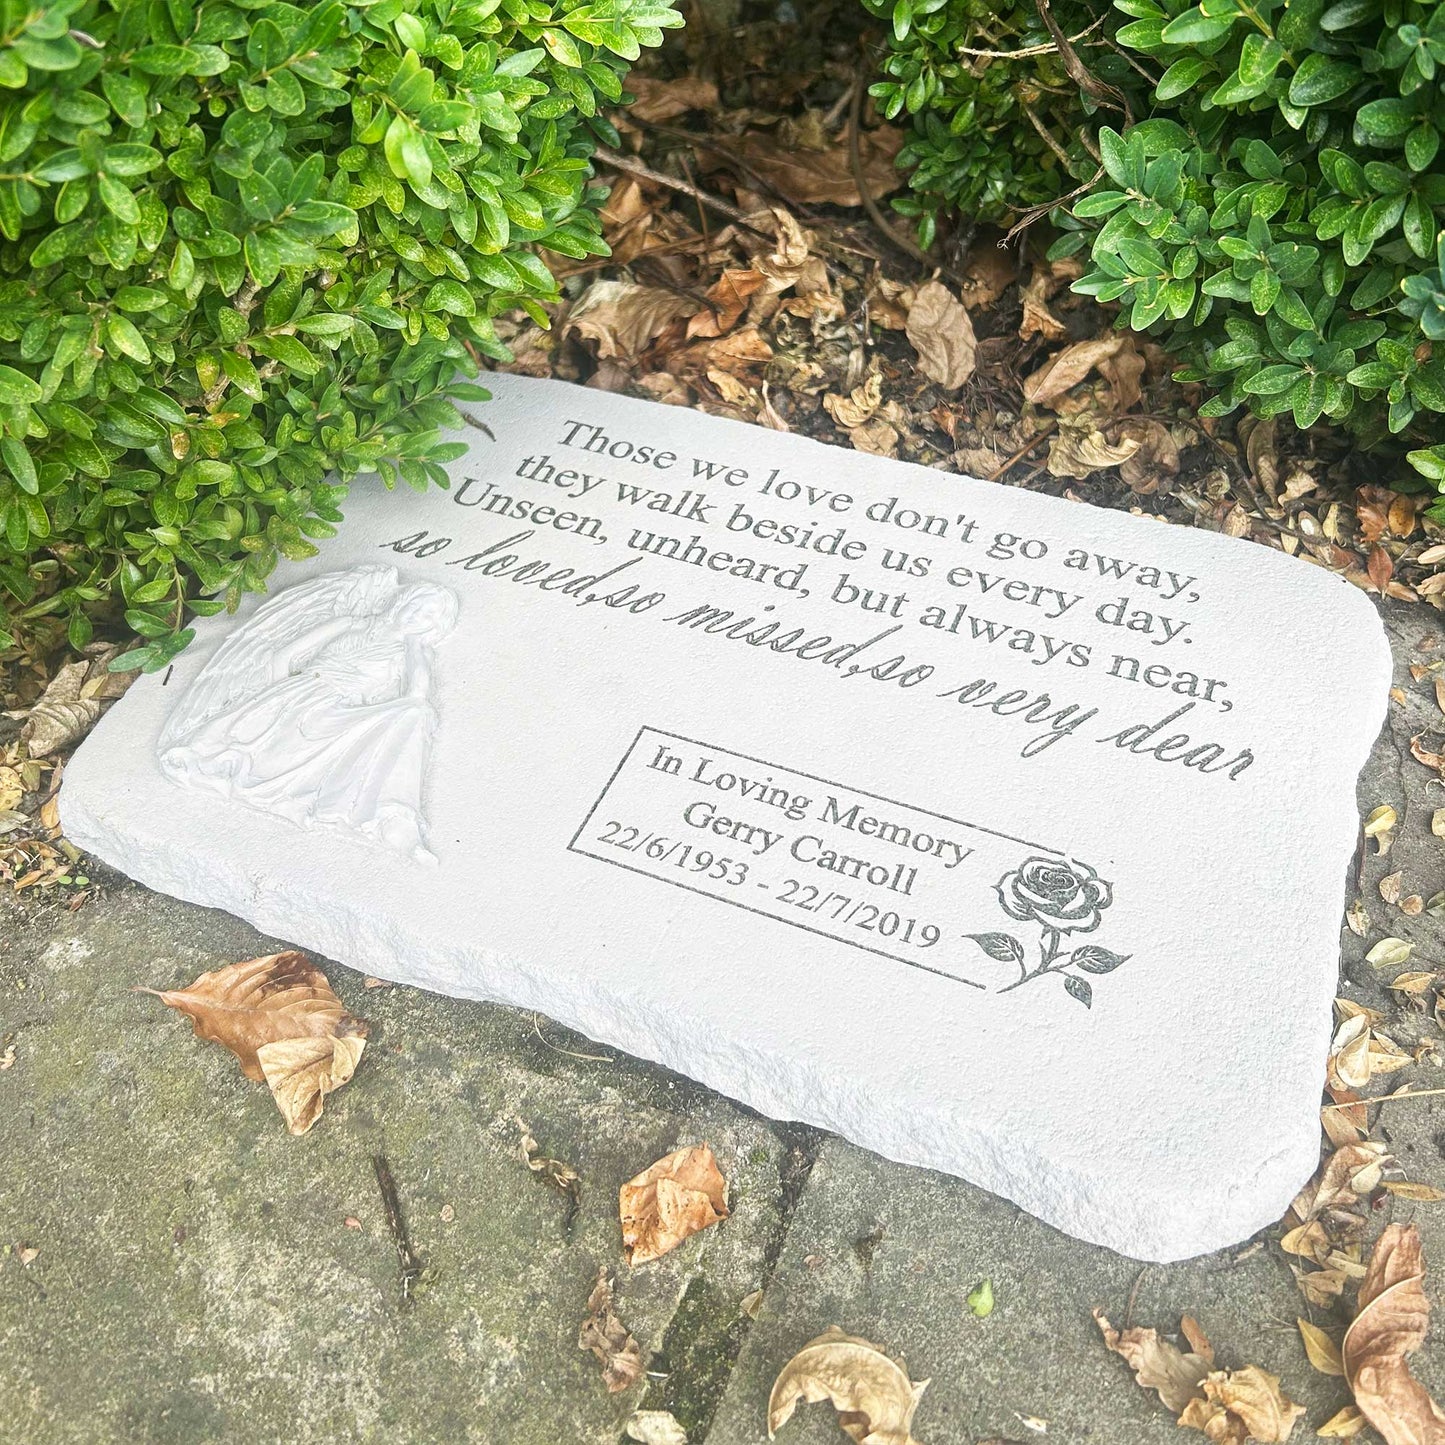 Those we love don't go away,
they walk beside us every day.
Unseen, unheard, but always near,
so loved,so missed,so very dear
In Loving Memory
Gerry Carroll
22/6/1953 - 22/7/2019